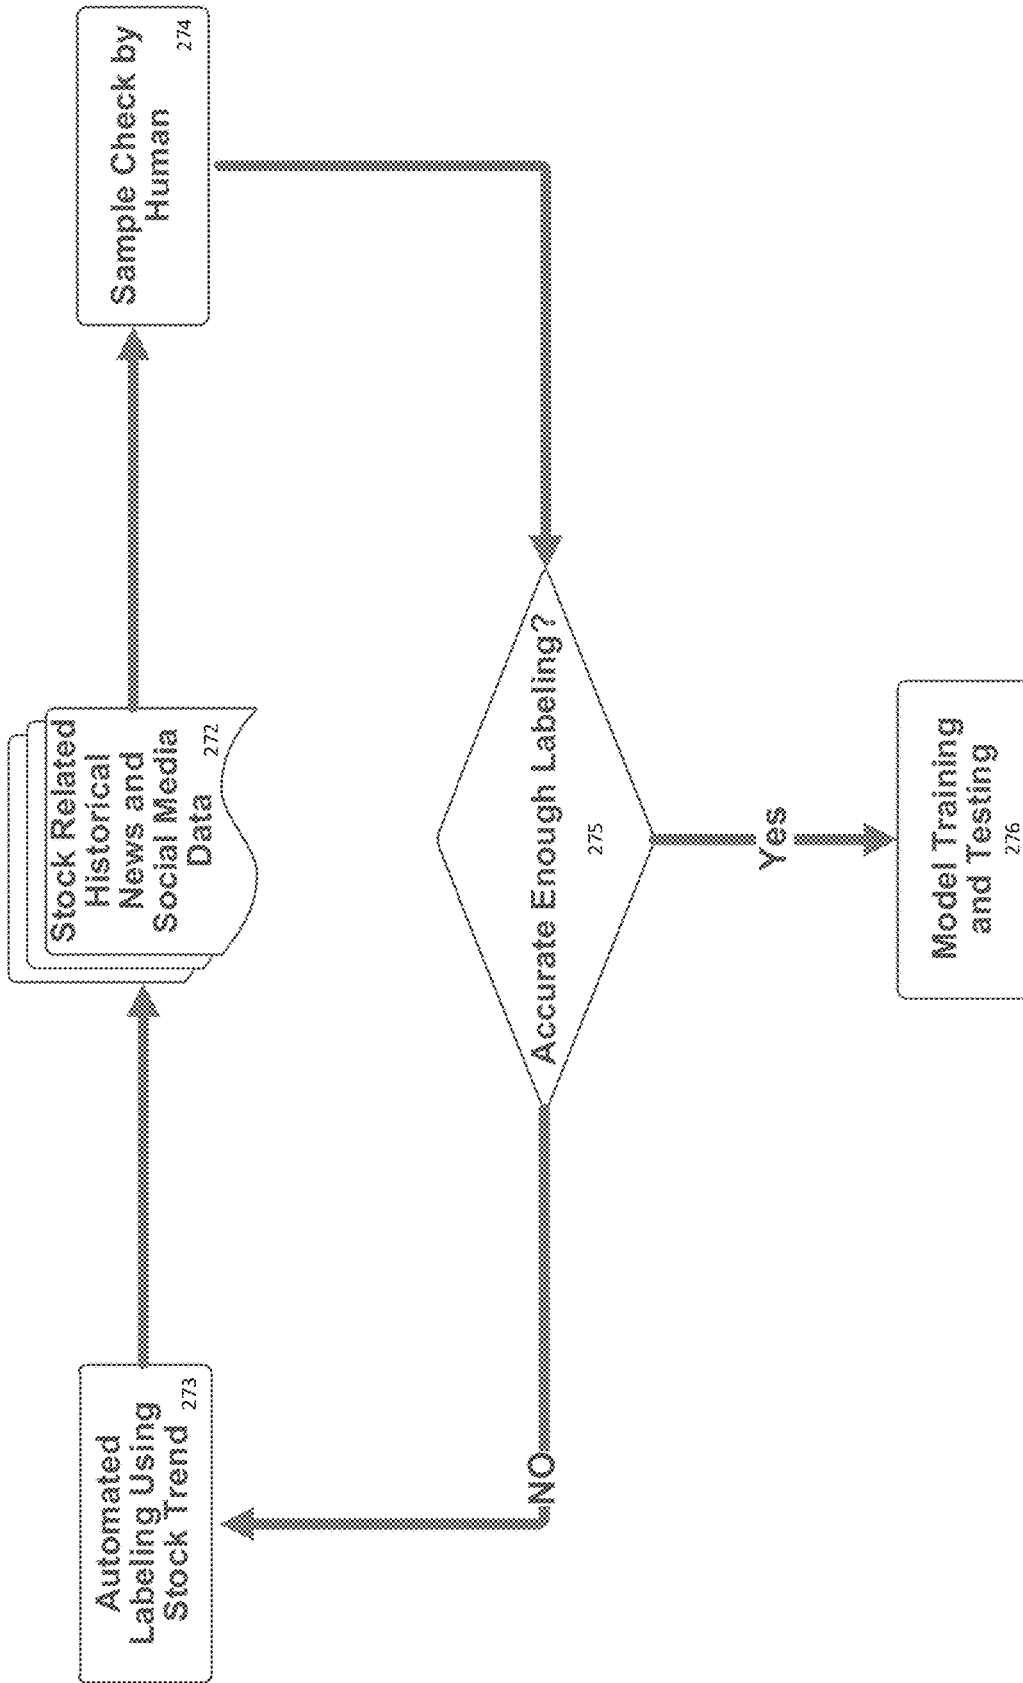 Automated
Labeling Using
Stock Trend
273
Stock Related
Historical
News and
Social Media
Data
272
Sample Check by
Human
274
Accurate Enough Labeling?
275
NO
Yes
Model Training
and Testing
276